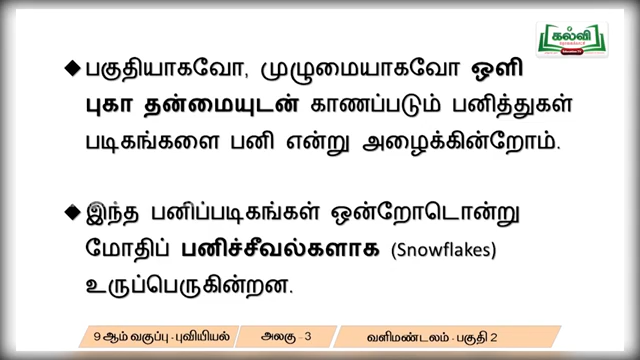 கல்வி
பகுதியாகவோ, முழுமையாகவோ ஒளி
புகா தன்மையுடன் காணப்படும் பனித்துகள்
படிகங்களை பனி என்று அழைக்கின்றோம்.
இந்த பனிப்படிகங்கள் ஒன்றோடொன்று
மோதிப் பனிச்சீவல்களாக (Snowflakes)
உருப்பெருகின்றன.
9 ஆம் வகுப்பு - புவியியல் அலகு - 3 வளிமண்டலம் - பகுதி 2